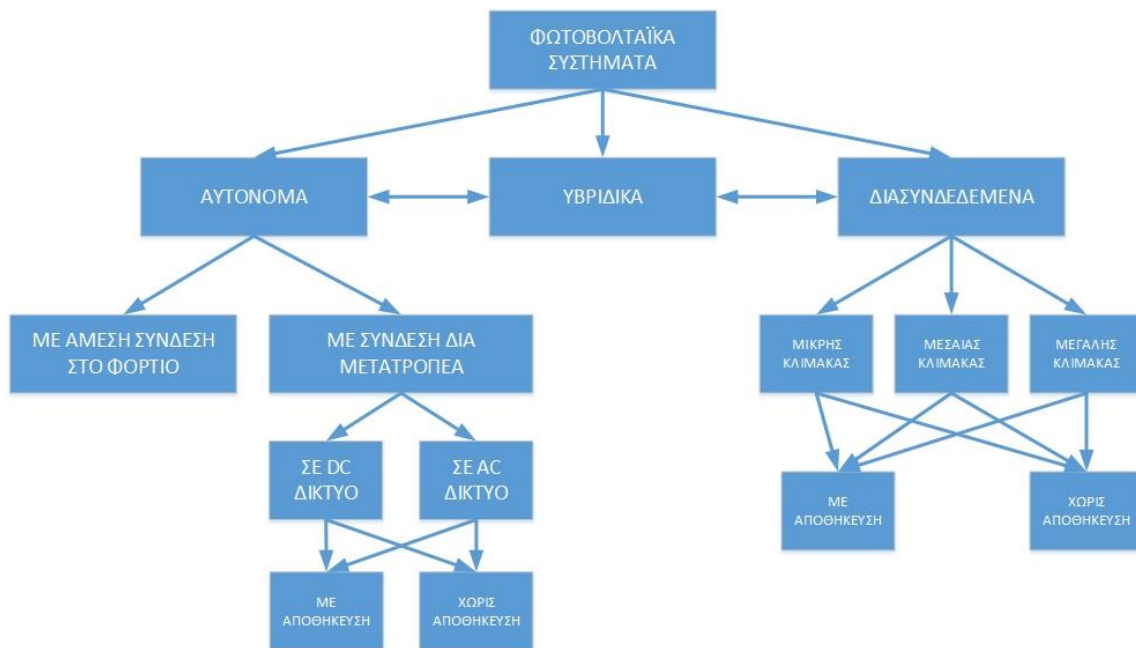 ΦΩΤΟΒΟΛΤΑΪΚΑ
ΣΥΣΤΗΜΑΤΑ
ΑΥΤΟΝΟΜΑ
ΥΒΡΙΔΙΚΑ
ΔΙΑΣΥΝΔΕΔΕΜΕΝΑ
ΜΕ ΑΜΕΣΗ ΣΥΝΔΕΣΗ
ΣΤΟ ΦΟΡΤΙΟ
ΜΕ ΣΥΝΔΕΣΗ ΔΙΑ
ΜΕΤΑΤΡΟΠΕΑ
ΜΙΚΡΗΣ
ΚΛΙΜΑΚΑΣ
ΜΕΣΑΙΑΣ
ΚΛΙΜΑΚΑΣ
ΜΕΓΑΛΗΣ
ΚΛΙΜΑΚΑΣ
ΣΕ DC
ΔΙΚΤΥΟ
ΣΕ AC
ΔΙΚΤΥΟ
ΜΕ
ΑΠΟΘΗΚΕΥΣΗ
ΧΩΡΙΣ
ΑΠΟΘΗΚΕΥΣΗ
ΜΕ
ΑΠΟΘΗΚΕΥΣΗ
ΧΩΡΙΣ
ΑΠΟΘΗΚΕΥΣΗ